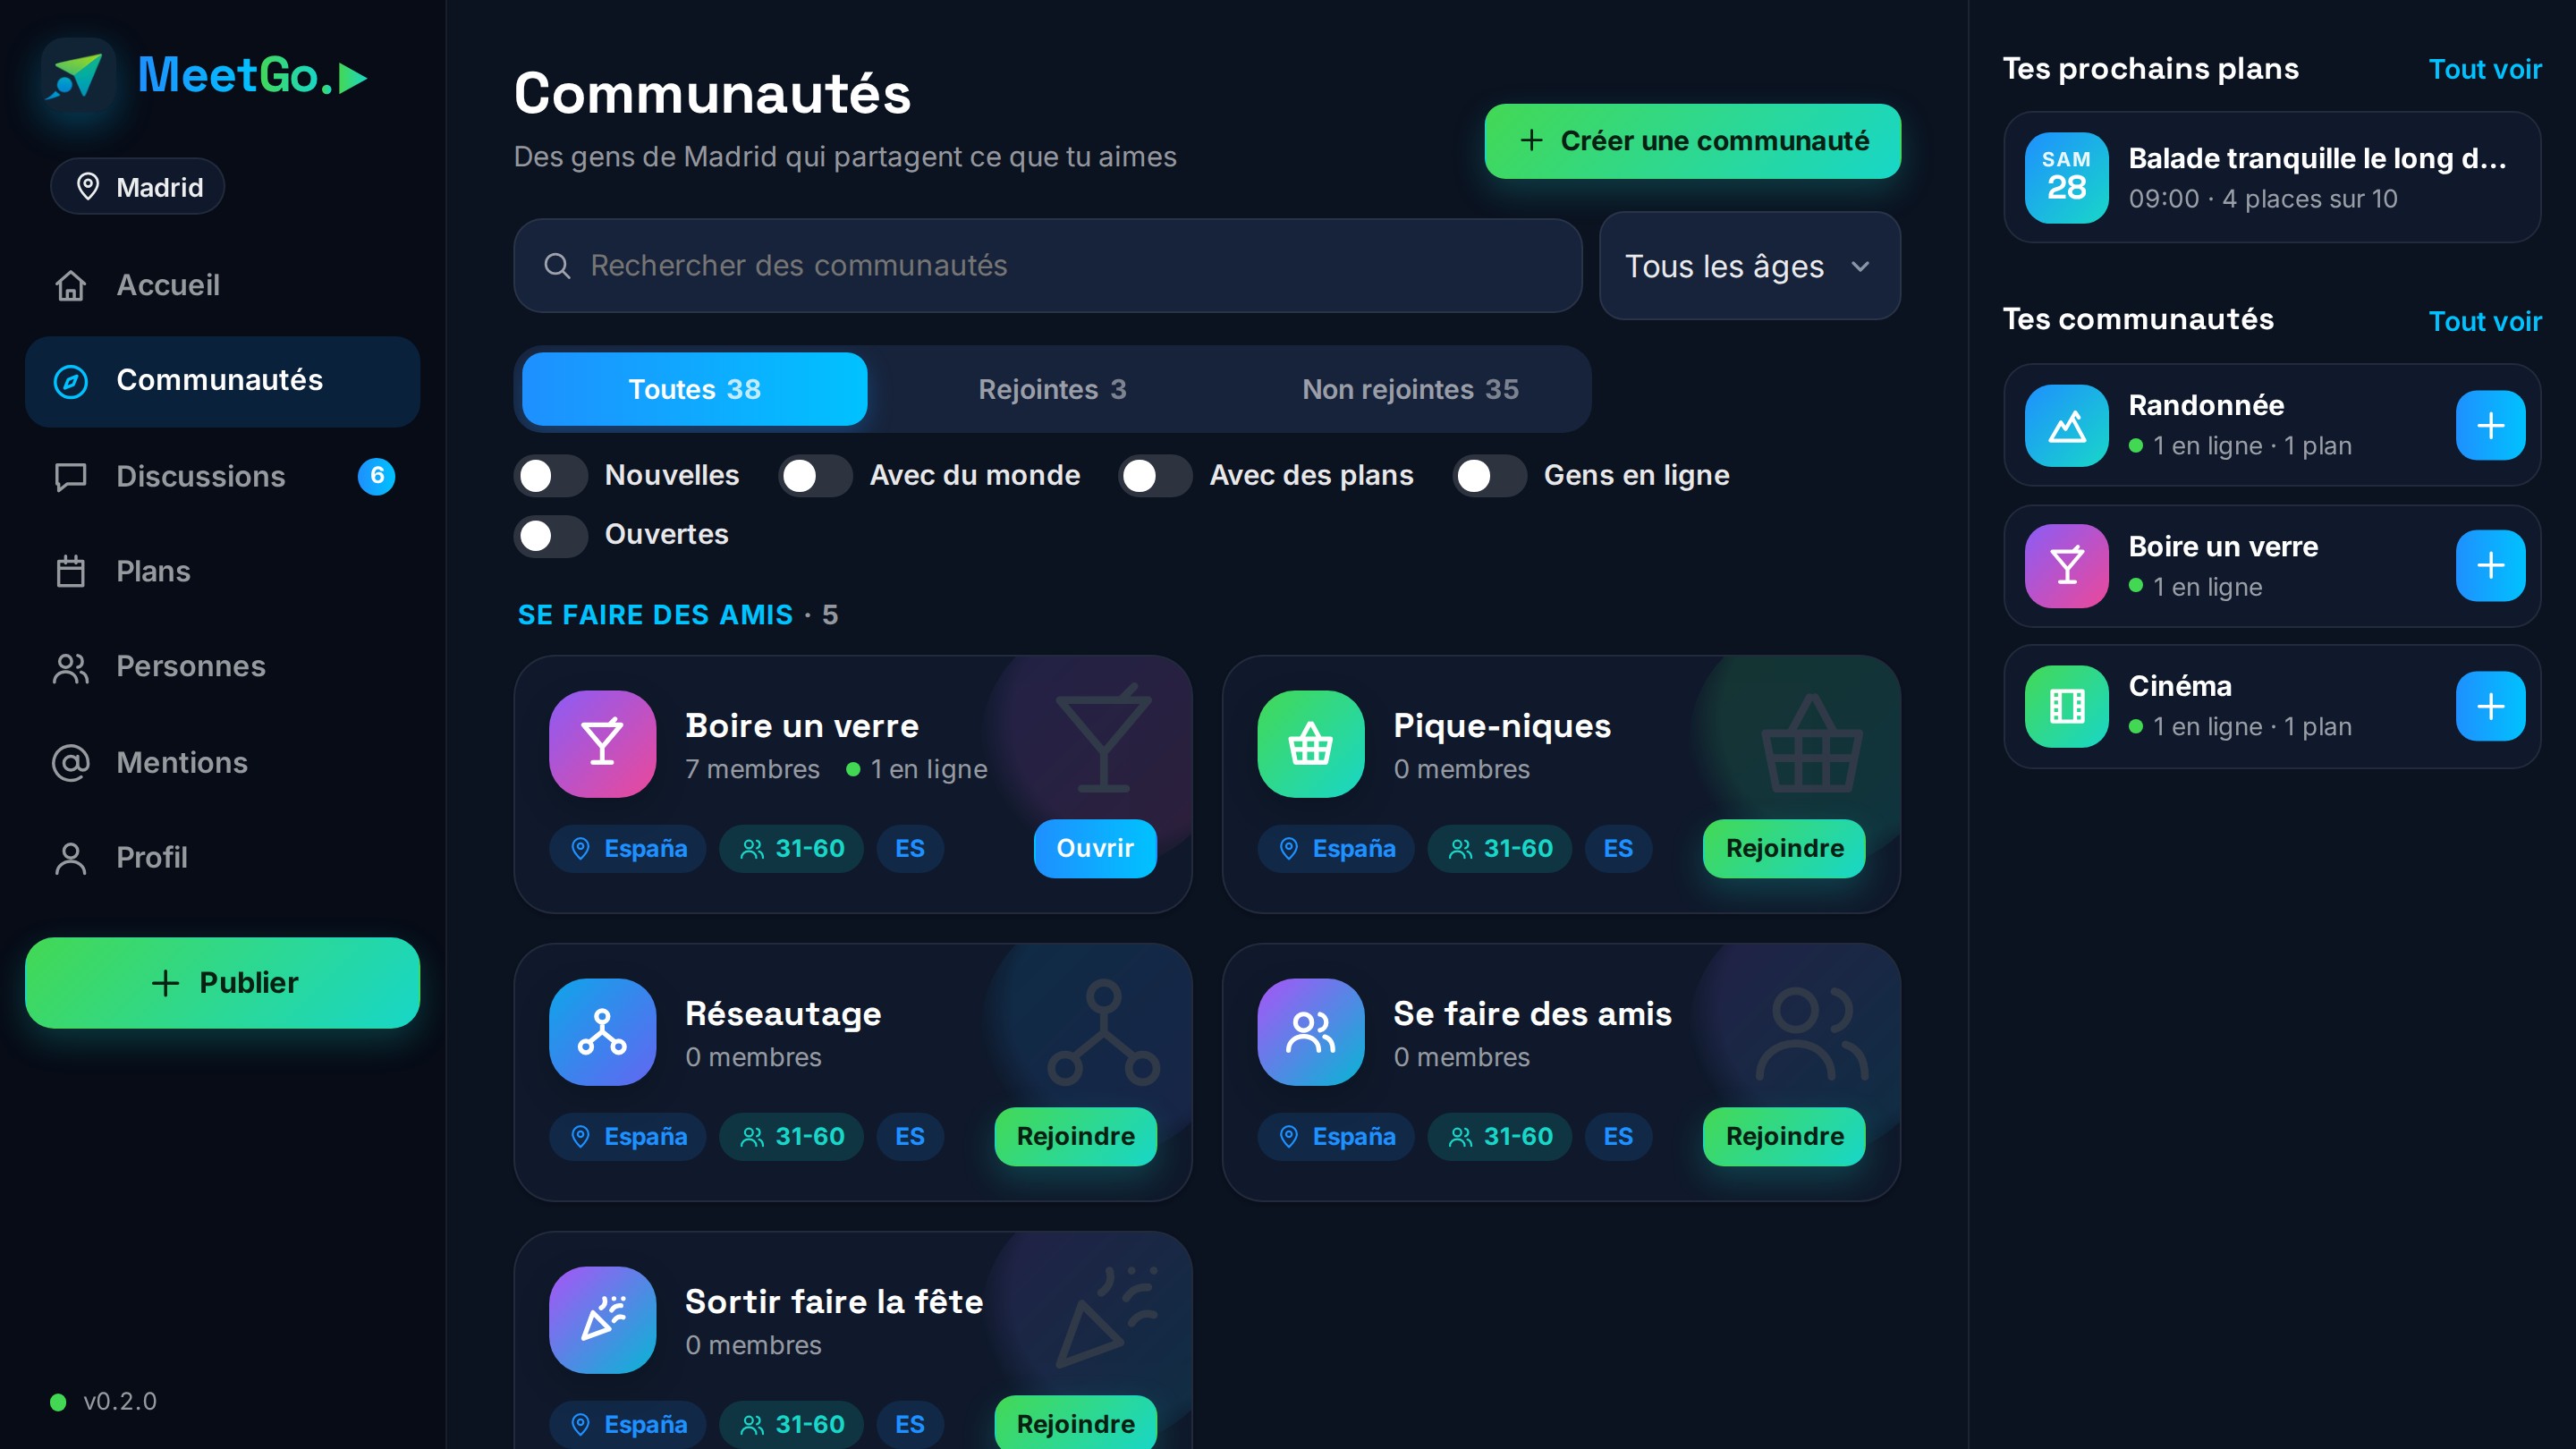 MeetGo.
Madrid
Accueil
Communautés
Discussions 6
Plans
Personnes
Mentions
Profil
Publier
v0.2.0
Communautés
Des gens de Madrid qui partagent ce que tu aimes
Créer une communauté
Rechercher des communautés
Tous les âges
Toutes 38
Rejointes 3
Non rejointes 35
Nouvelles
Avec du monde
Avec des plans
Gens en ligne
Ouvertes
SE FAIRE DES AMIS · 5
Boire un verre
7 membres 1 en ligne
España 31-60 ES Ouvrir
Pique-niques
0 membres
España 31-60 ES Rejoindre
Réseautage
0 membres
España 31-60 ES Rejoindre
Se faire des amis
0 membres
España 31-60 ES Rejoindre
Sortir faire la fête
0 membres
España 31-60 ES Rejoindre
Tes prochains plans Tout voir
SAM
28
Balade tranquille le long d...
09:00 · 4 places sur 10
Tes communautés Tout voir
Randonnée
1 en ligne · 1 plan
Boire un verre
1 en ligne
Cinéma
1 en ligne · 1 plan